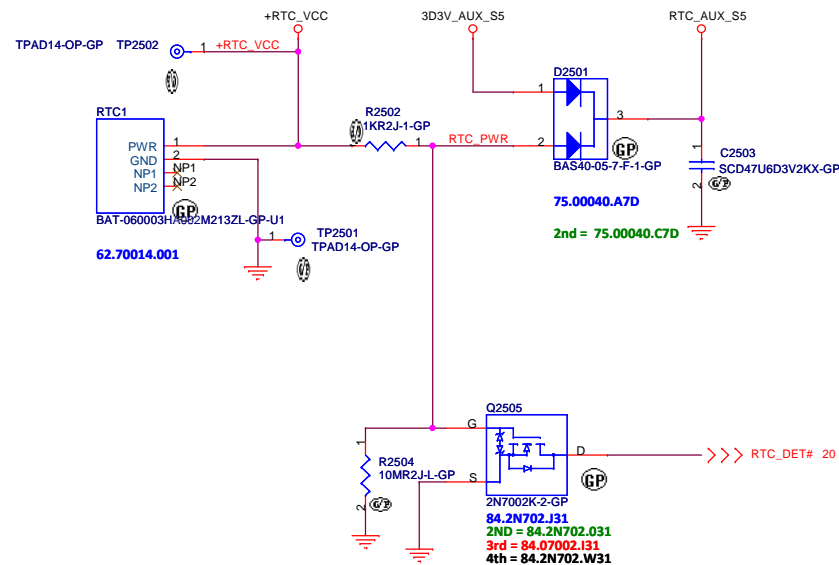 +RTC_VCC
3D3V_AUX_S5
RTC_AUX_S5
TPAD14-OP-GP TP2502
1
+RTC_VCC
RTC1
PWR 1
GND 2
NP1 NP1
NP2 NP2
GP
BAT-060003HA002M213ZL-GP-U1
62.70014.001
R2502
1KR2J-1-GP
1
RTC_PWR
D2501
1
2
3
GP
BAS40-05-7-F-1-GP
75.00040.A7D
2nd = 75.00040.C7D
1
C2503
SCD47U6D3V2KX-GP
2
1
TP2501
TPAD14-OP-GP
Q2505
G
S
D
GP
2N7002K-2-GP
84.2N702.J31
2ND = 84.2N702.031
3rd = 84.07002.I31
4th = 84.2N702.W31
1
R2504
10MR2J-L-GP
2
RTC_DET# 20